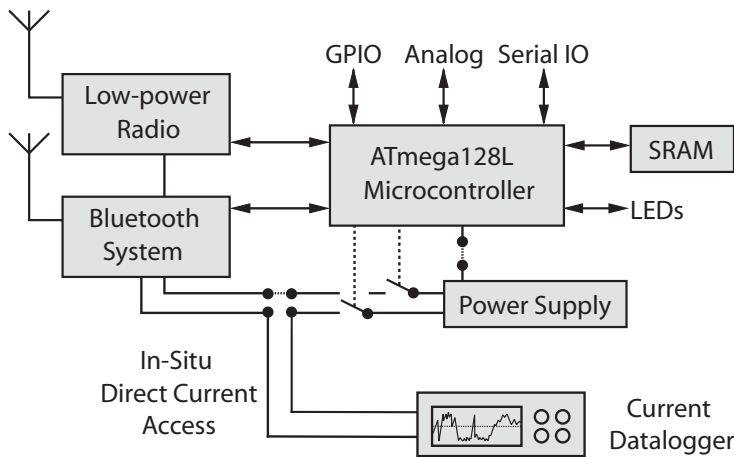 GPIO Analog Serial IO
Low-power
Radio
ATmega128L
Microcontroller
SRAM
Bluetooth
System
LEDs
Power Supply
In-Situ
Direct Current
Access
Current
Datalogger